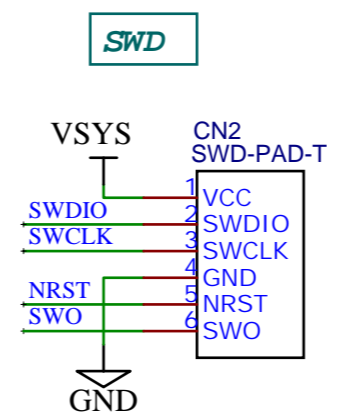 SWD
VSYS
CN2
SWD-PAD-T
1 VCC
SWDIO 2 SWDIO
SWCLK 3 SWCLK
4 GND
NRST 5 NRST
SWO 6 SWO
GND